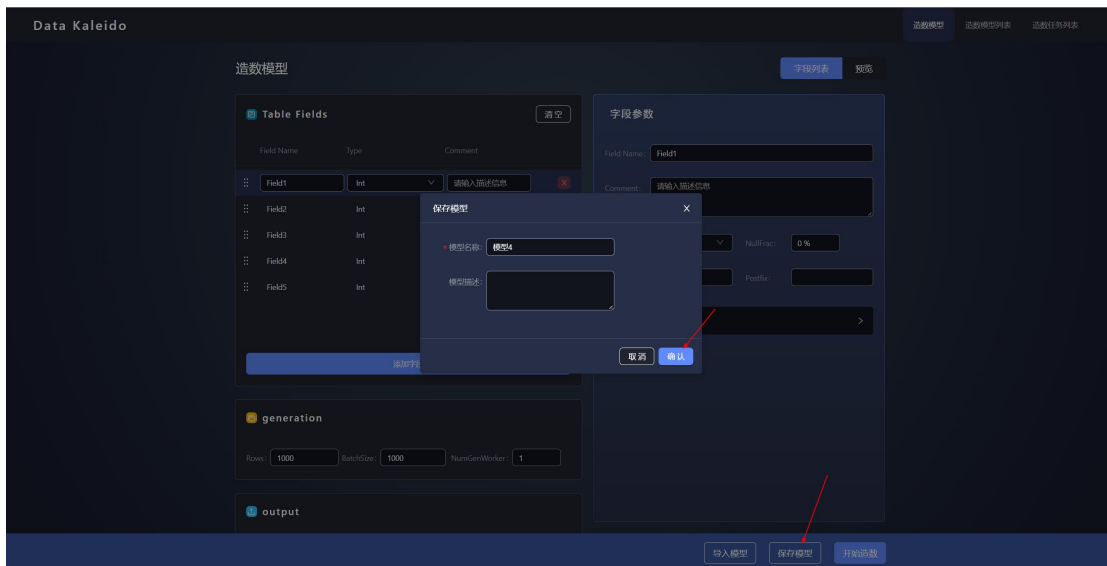 Data Kaleido
造数模型 造数模型列表 造数任务列表
造数模型
字段列表 预览
Table Fields 清空
字段参数
Field Name Type Comment
Field Name: Field1
Field1 Int 请输入描述信息 X
Comment: 请输入描述信息
Field2 Int
Field3 Int
Field4 Int
Field5 Int
保存模型 X
* 模型名称: 模型4
模型描述:
NullFrac: 0 %
Postfix:
取消 确认
添加字段
generation
Rows: 1000 BatchSize: 1000 NumGenWorker: 1
output
导入模型 保存模型 开始造数